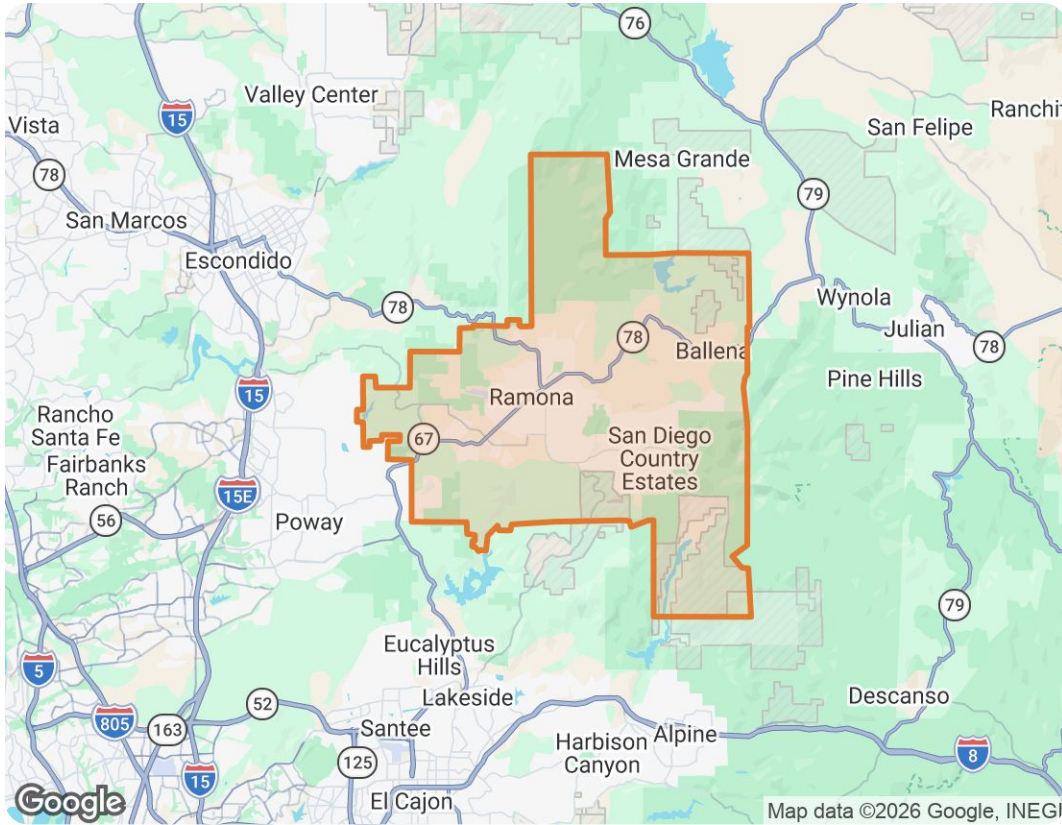 76
Valley Center
Ranchi
15
San Felipe
Vista
Mesa Grande
78
79
San Marcos
Escondido
Wynola
78
Julian
78
78
Ballena
Pine Hills
15
Ramona
Rancho
Santa Fe
Fairbanks
Ranch
67
San Diego
Country
Estates
15E
56
Poway
79
Eucalyptus
Hills
5
Lakeside
Descanso
52
805
163
Santee
Alpine
Harbison
Canyon
125
8
15
El Cajon
Google
Map data ©2026 Google, INEGI